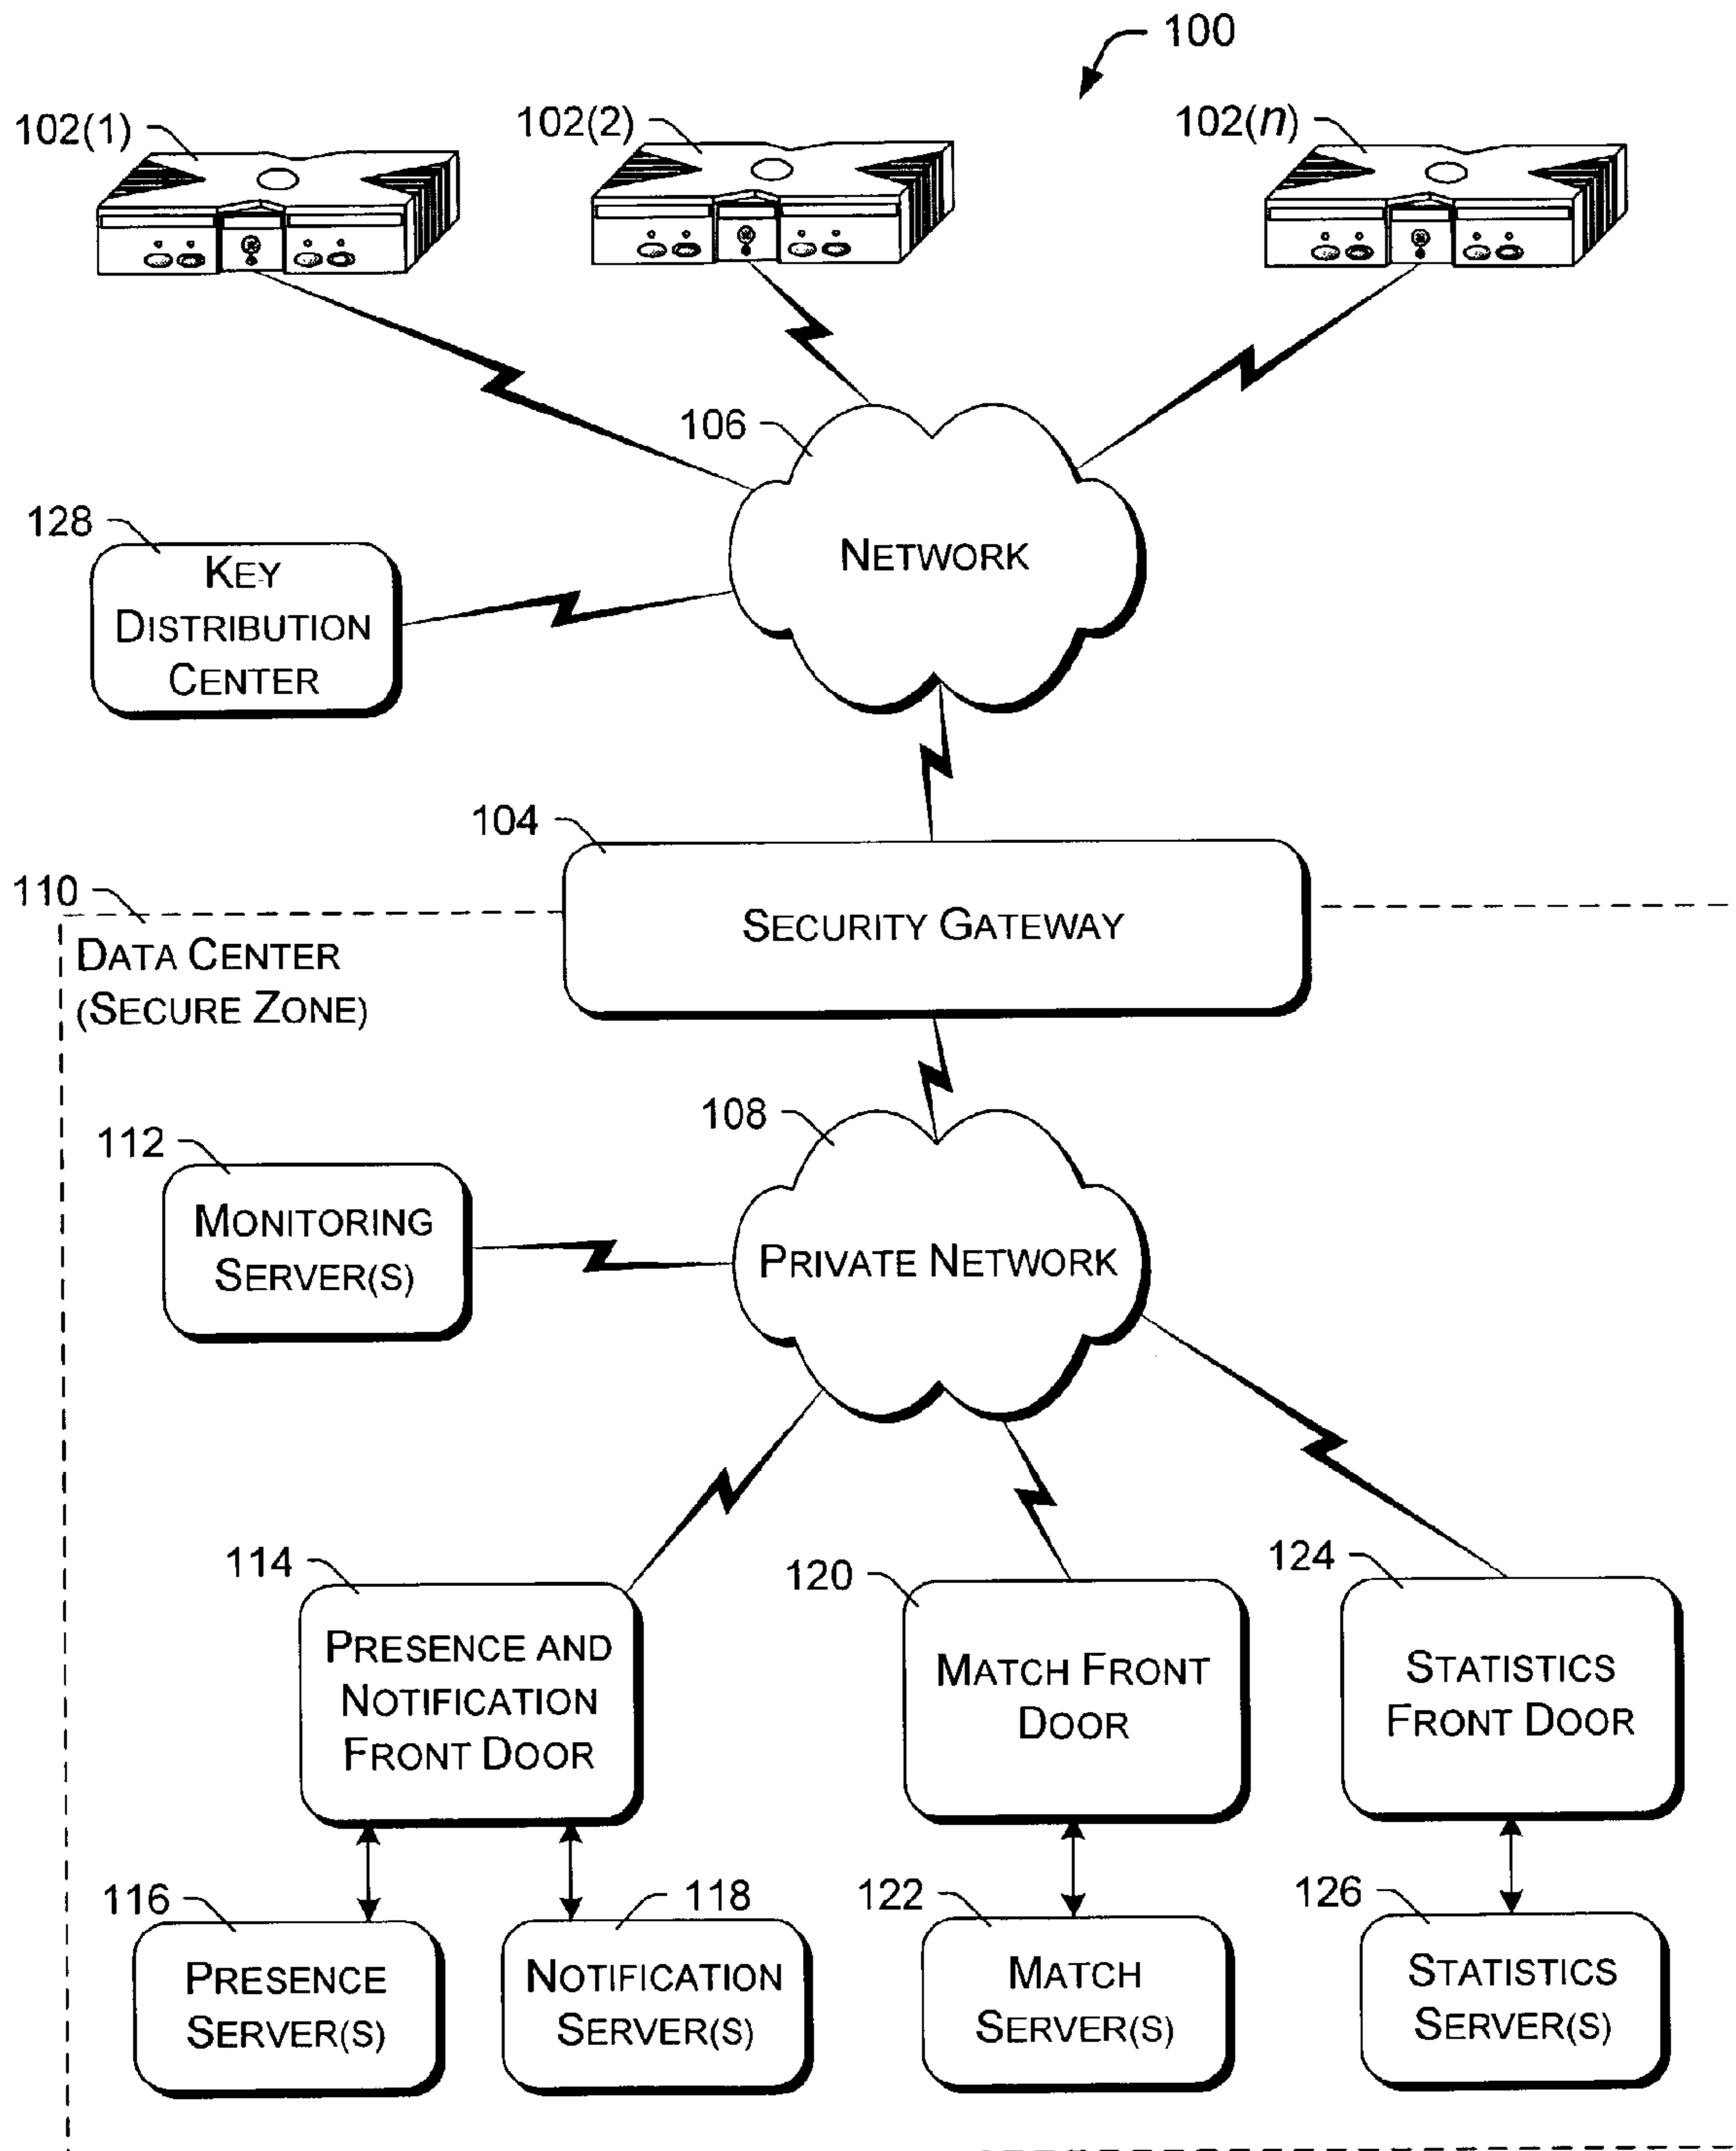 100
102(1)
102(2)
102(n)
106
NETWORK
128
KEY
DISTRIBUTION
CENTER
104
SECURITY GATEWAY
110
DATA CENTER
(SECURE ZONE)
108
PRIVATE NETWORK
112
MONITORING
SERVER(S)
114
PRESENCE AND
NOTIFICATION
FRONT DOOR
120
MATCH FRONT
DOOR
124
STATISTICS
FRONT DOOR
116
PRESENCE
SERVER(S)
118
NOTIFICATION
SERVER(S)
122
MATCH
SERVER(S)
126
STATISTICS
SERVER(S)